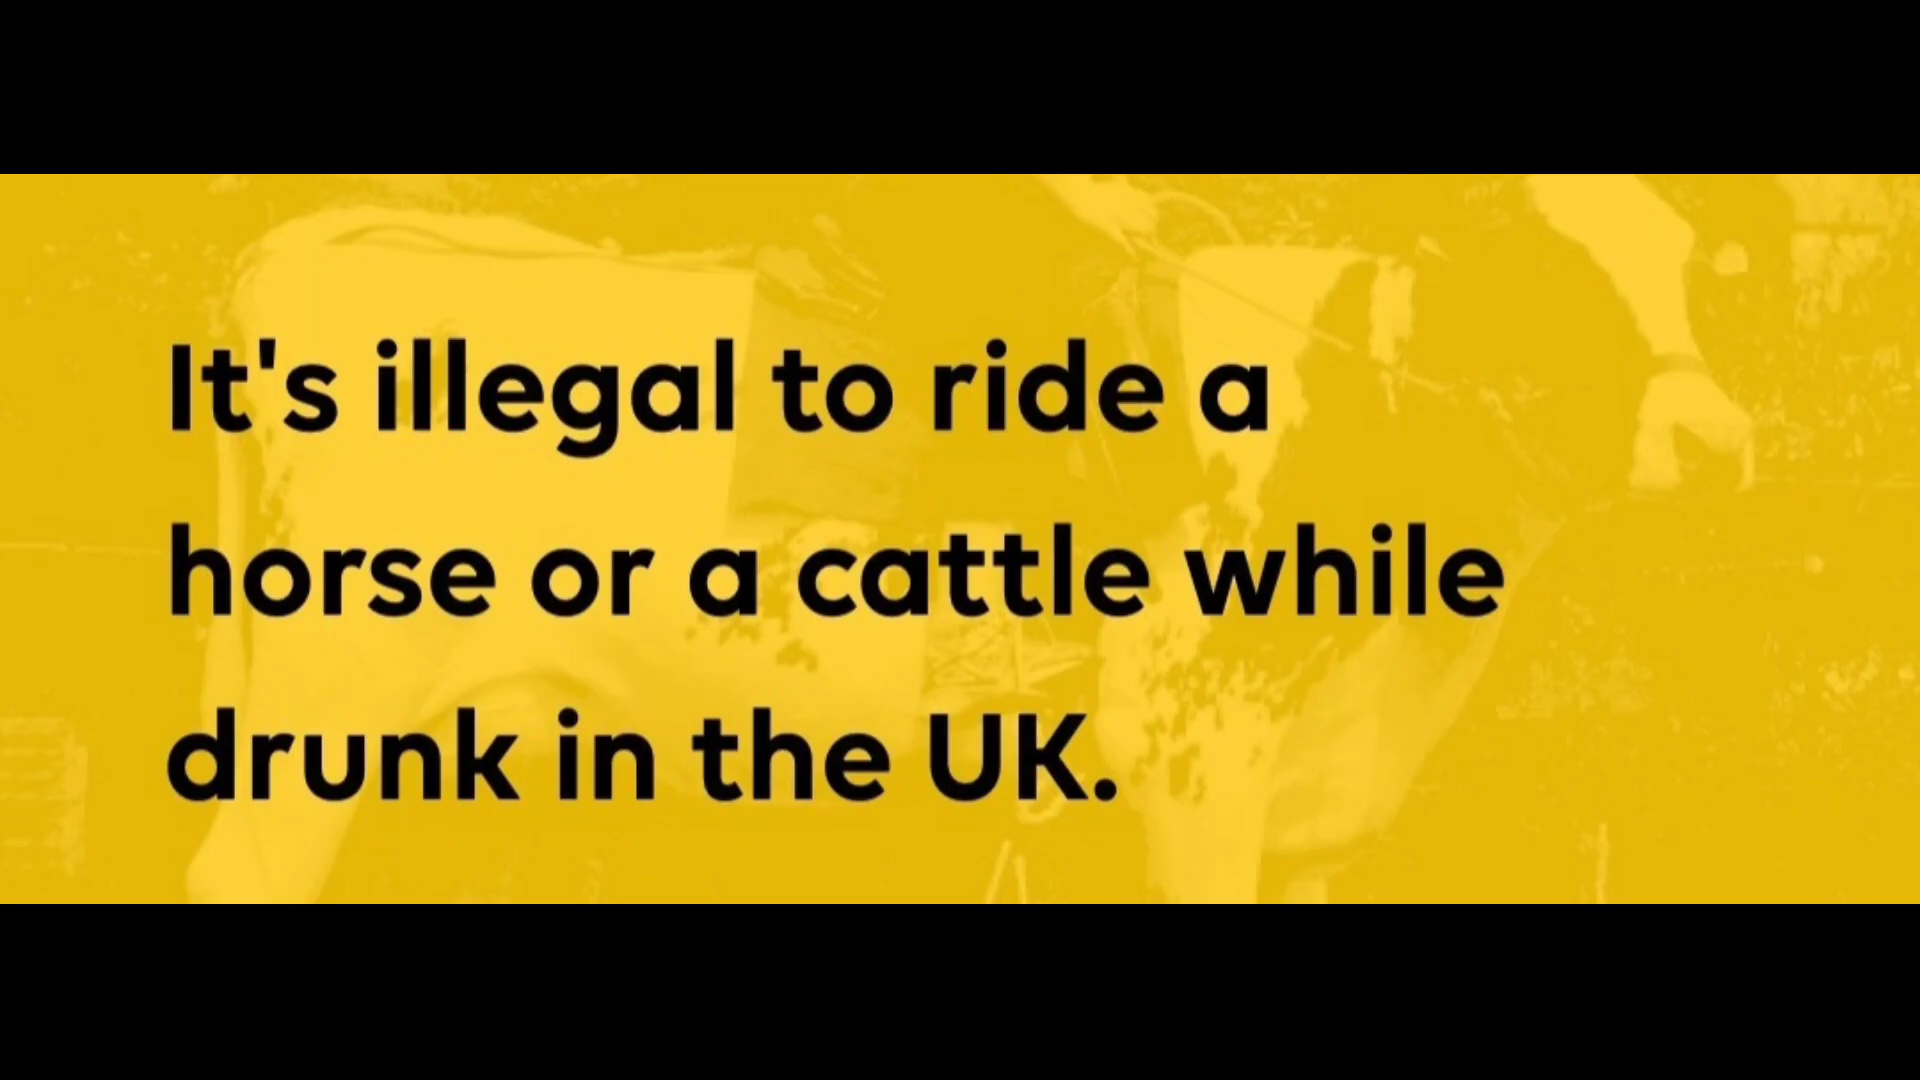 It's illegal to ride a
horse or a cattle while
drunk in the UK.